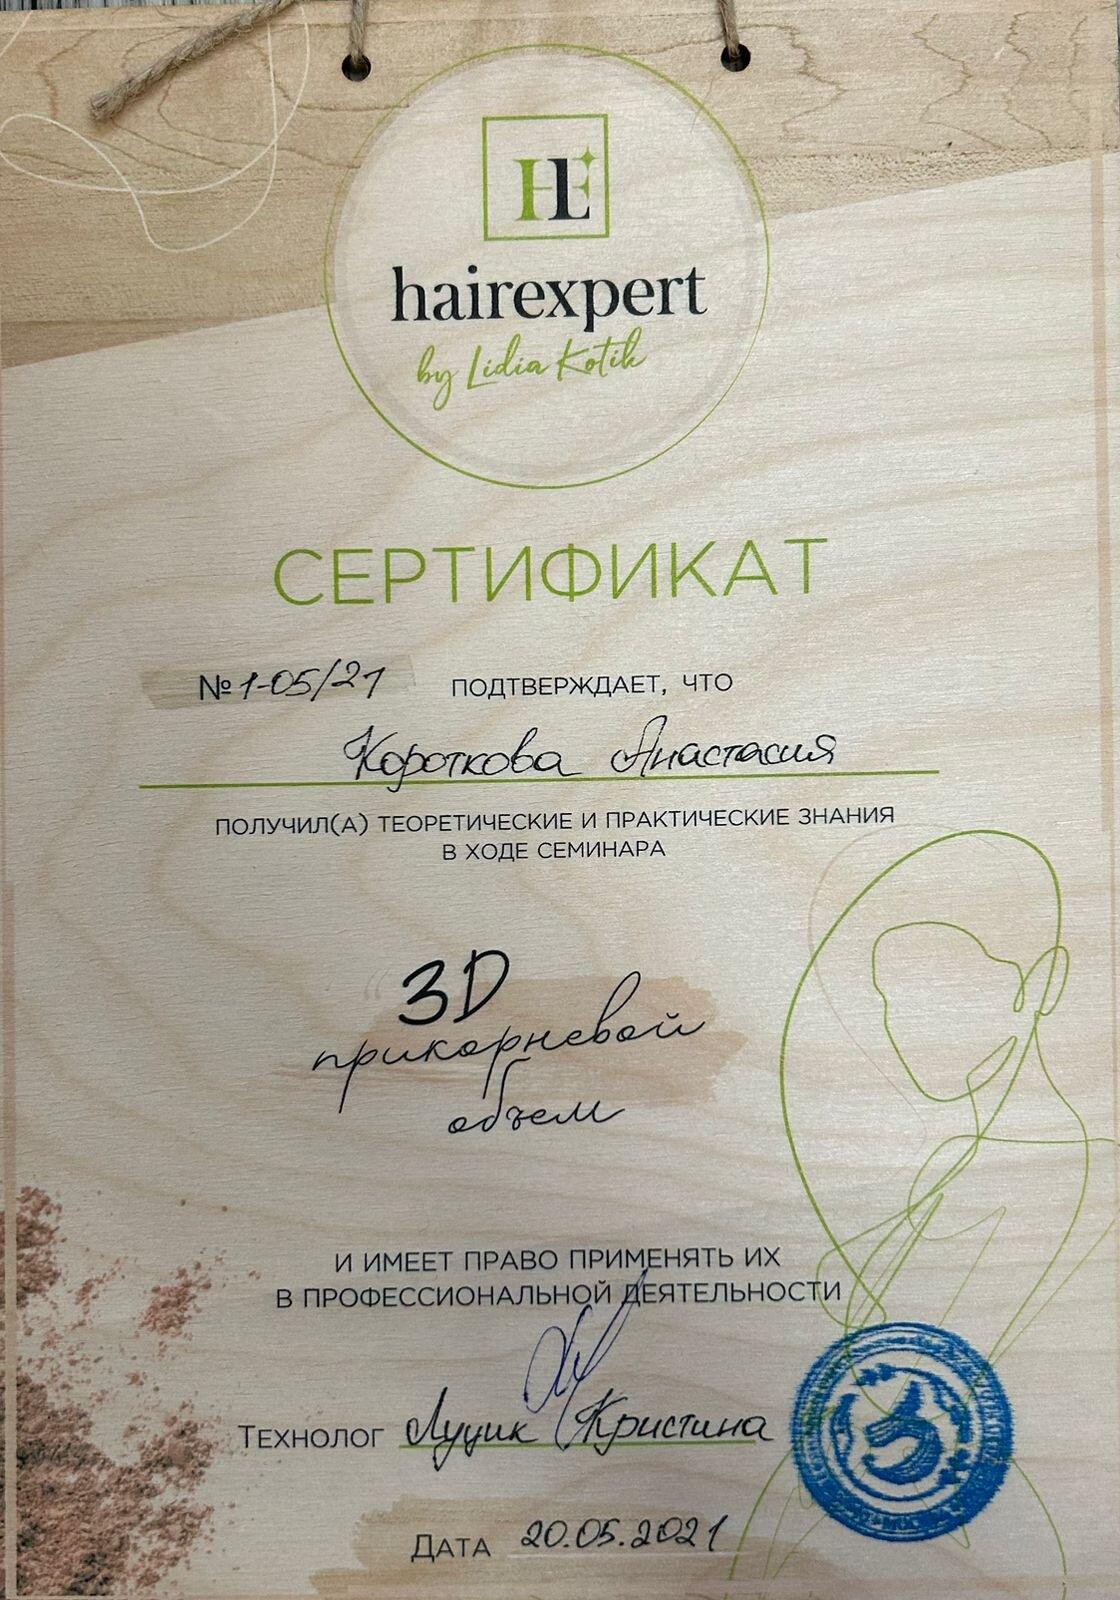 HE
hairexpert
by Lidia Kotik
СЕРТИФИКАТ
№ 1-05/21 ПОДТВЕРЖДАЕТ, ЧТО
Короткова Анастасия
ПОЛУЧИЛ(А) ТЕОРЕТИЧЕСКИЕ И ПРАКТИЧЕСКИЕ ЗНАНИЯ
В ХОДЕ СЕМИНАРА
3D
прикорневой
объем
И ИМЕЕТ ПРАВО ПРИМЕНЯТЬ ИХ
В ПРОФЕССИОНАЛЬНОЙ ДЕЯТЕЛЬНОСТИ
ТЕХНОЛОГ Луцик Кристина
ДАТА 20.05.2021